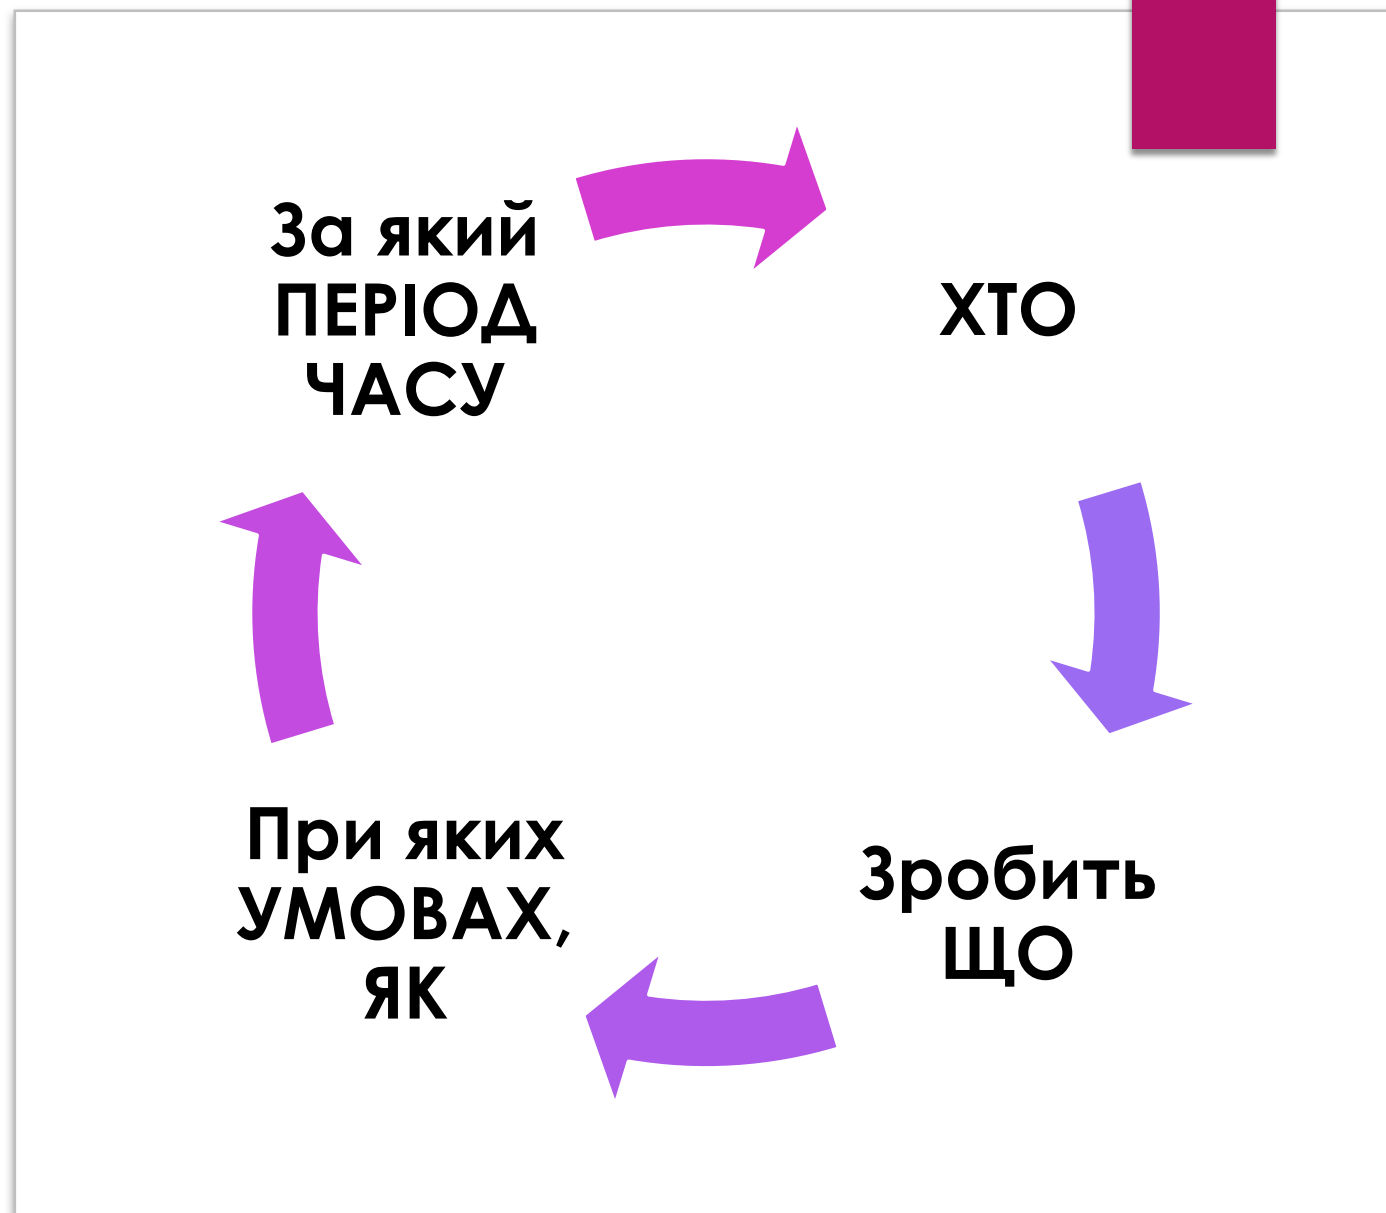 За який
ПЕРІОД
ЧАСУ
ХТО
Зробить
ЩО
При яких
УМОВАХ,
ЯК